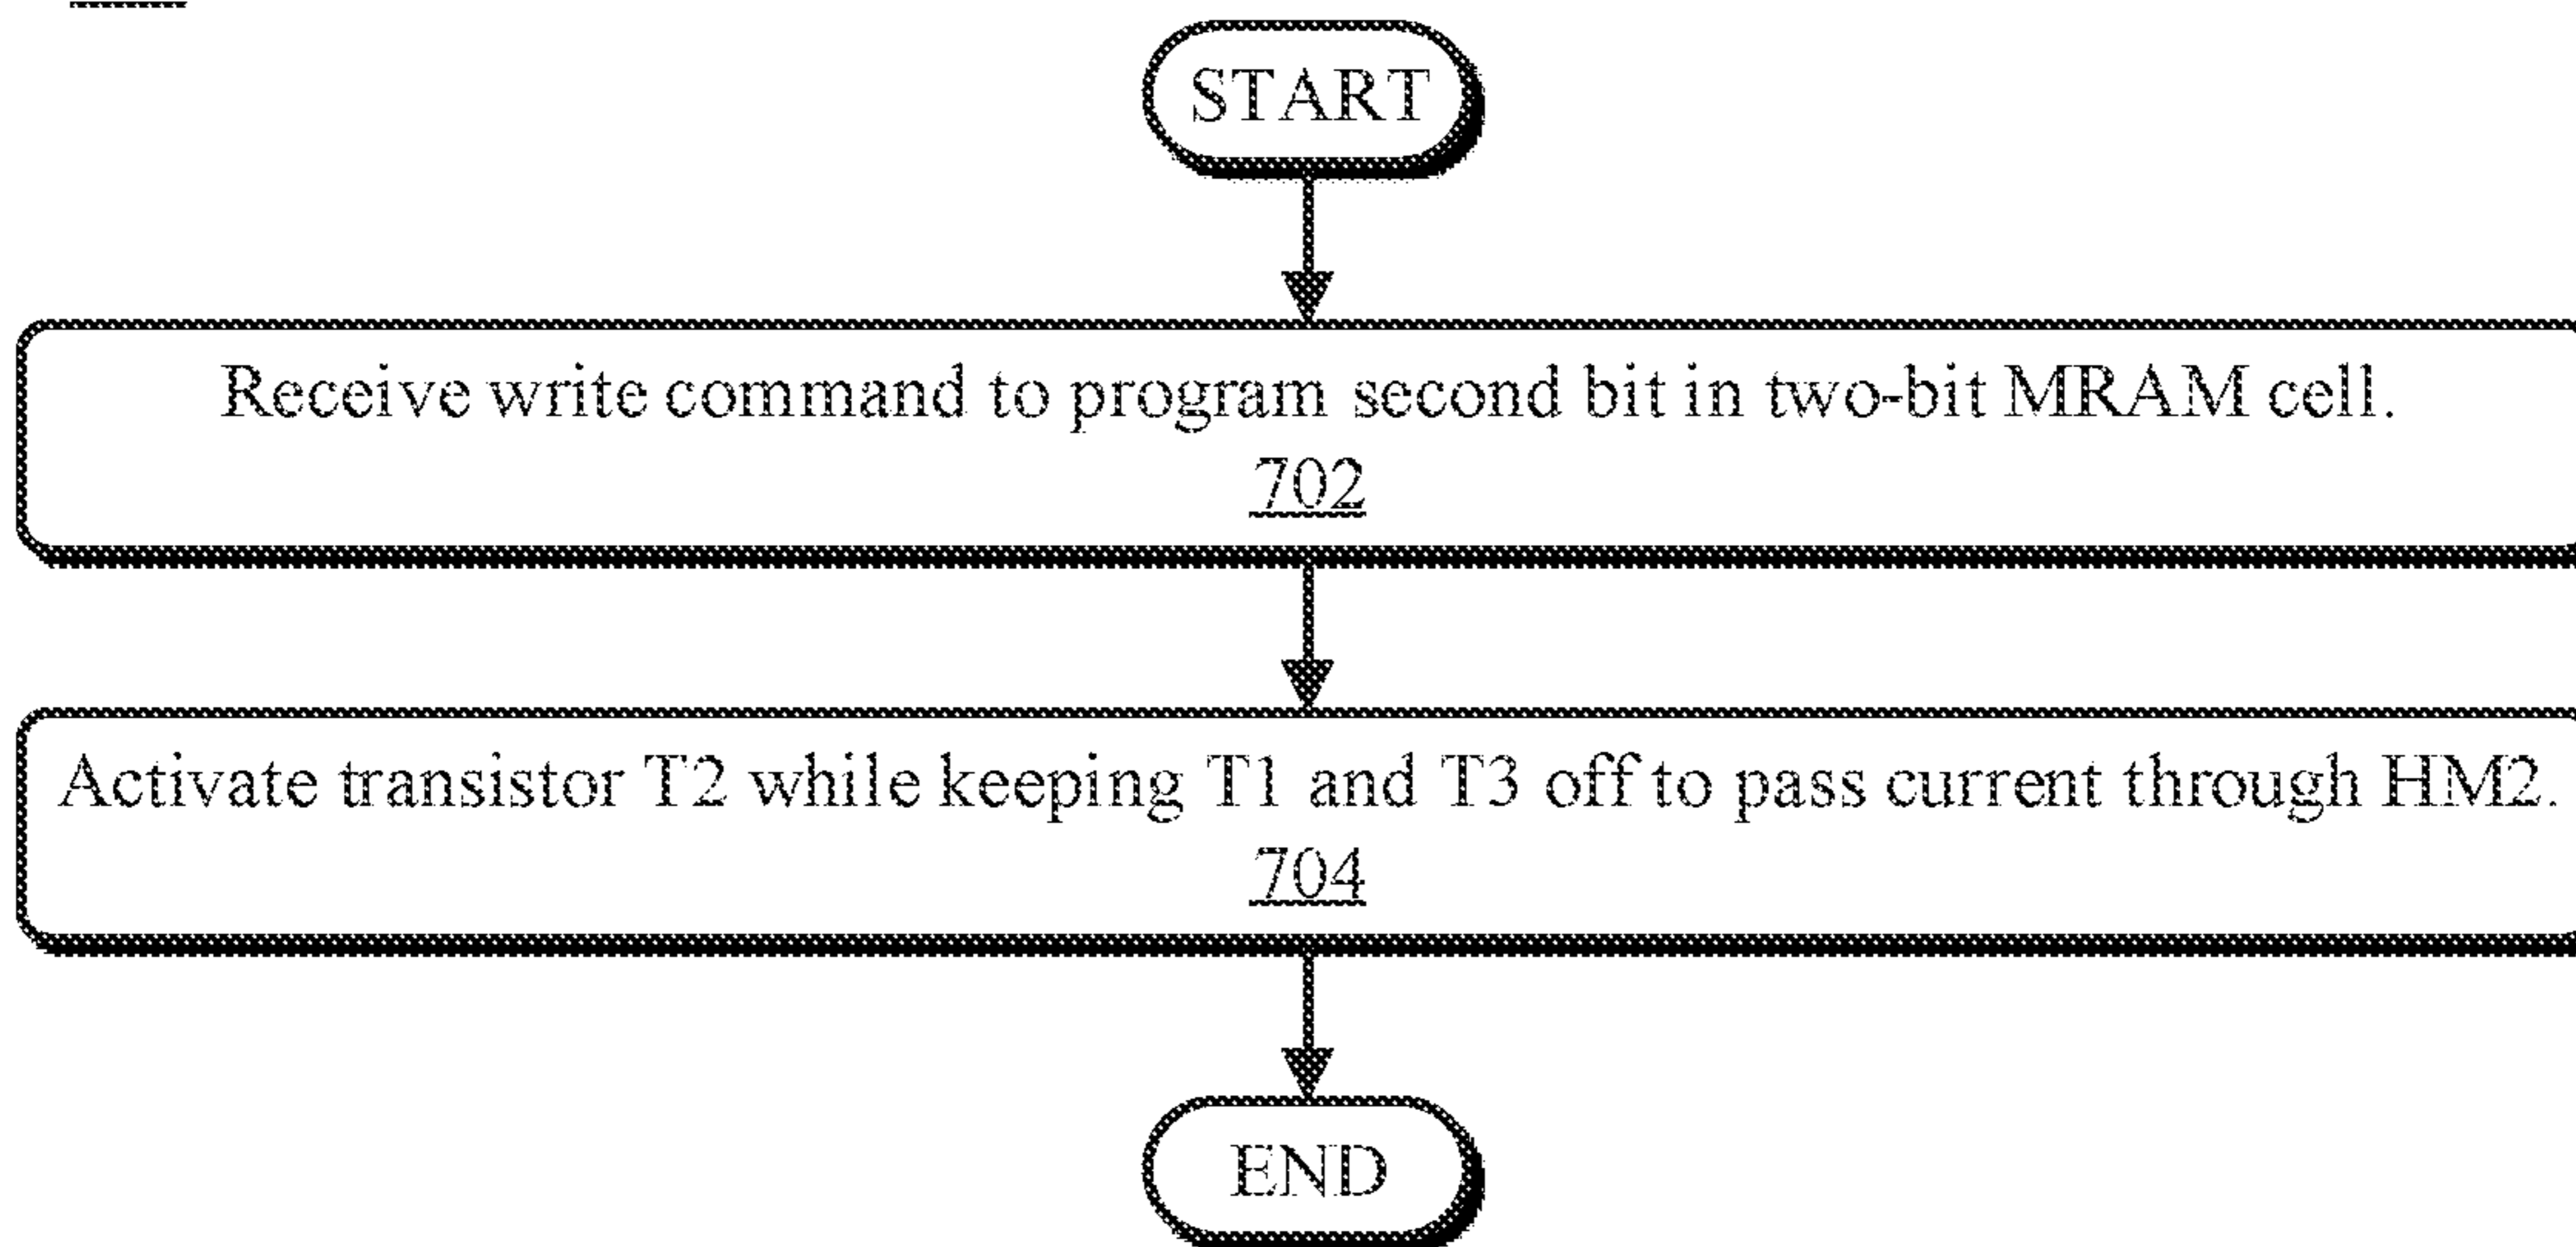 START
Receive write command to program second bit in two-bit MRAM cell.
702
Activate transistor T2 while keeping T1 and T3 off to pass current through HM2.
704
END